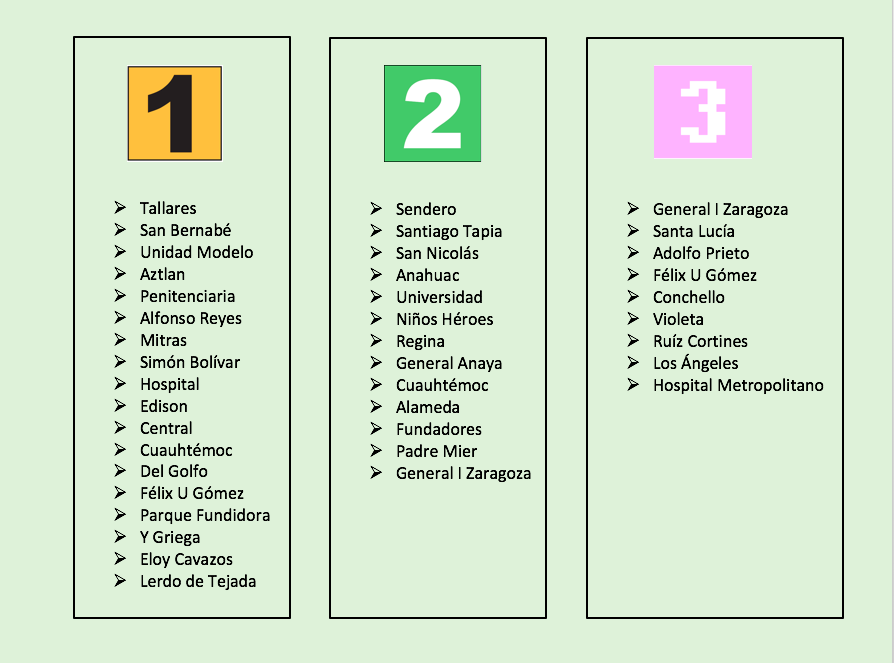 1
Tallares
San Bernabé
Unidad Modelo
Aztlan
Penitenciaria
Alfonso Reyes
Mitras
Simón Bolívar
Hospital
Edison
Central
Cuauhtémoc
Del Golfo
Félix U Gómez
Parque Fundidora
Y Griega
Eloy Cavazos
Lerdo de Tejada
2
Sendero
Santiago Tapia
San Nicolás
Anahuac
Universidad
Niños Héroes
Regina
General Anaya
Cuauhtémoc
Alameda
Fundadores
Padre Mier
General I Zaragoza
3
General I Zaragoza
Santa Lucía
Adolfo Prieto
Félix U Gómez
Conchello
Violeta
Ruíz Cortines
Los Ángeles
Hospital Metropolitano